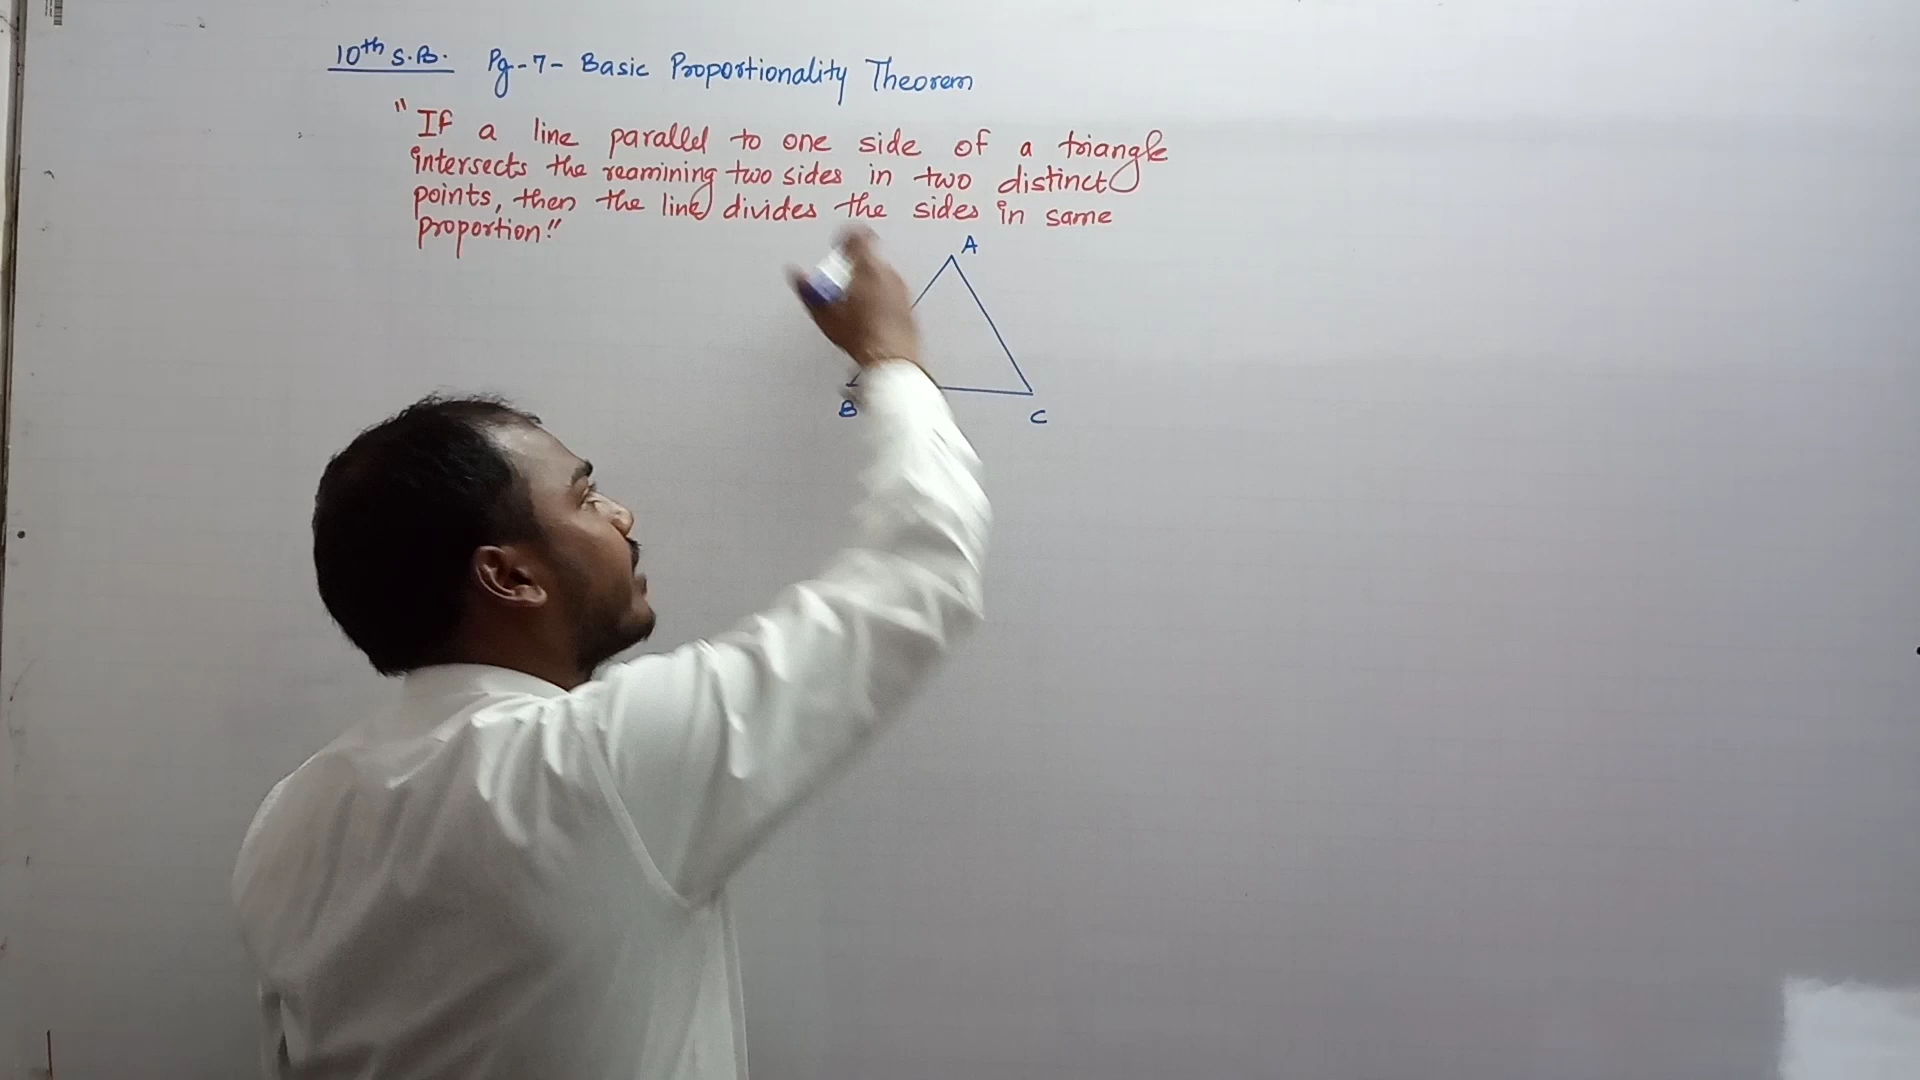 10th S.B. Pg-7- Basic Proportionality Theorem
"If a line parallel to one side of a triangle
intersects the reamining two sides in two distinct
points, then the line divides the sides in same
proportion."
A
B
C